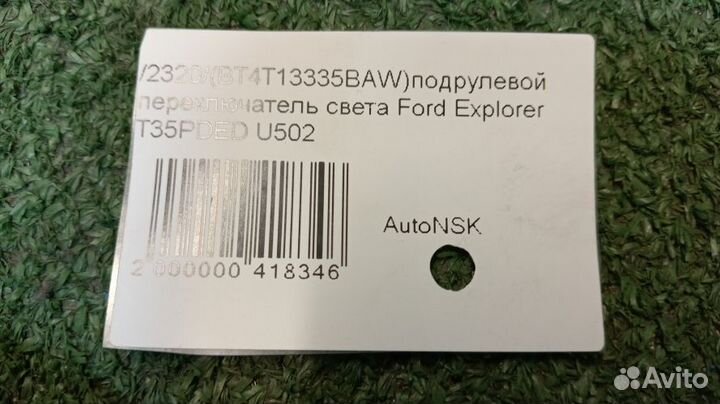 /2320/(BT4T13335BAW)подрулевой
переключатель света Ford Explorer
T35PDED U502
AutoNSK
2 000000 418346
Avito